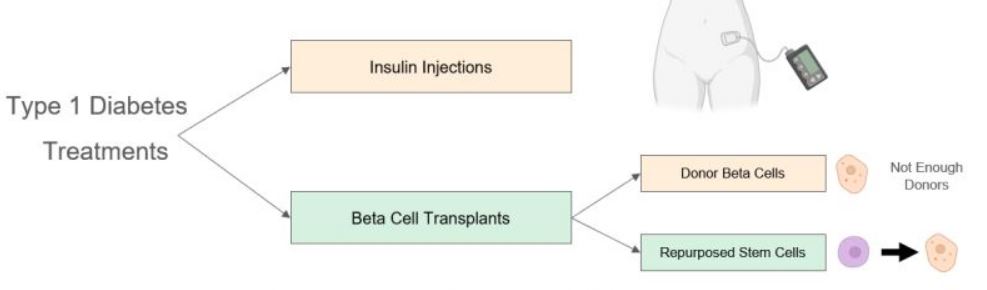 Type 1 Diabetes
Treatments
Insulin Injections
Beta Cell Transplants
Donor Beta Cells
Not Enough
Donors
Repurposed Stem Cells